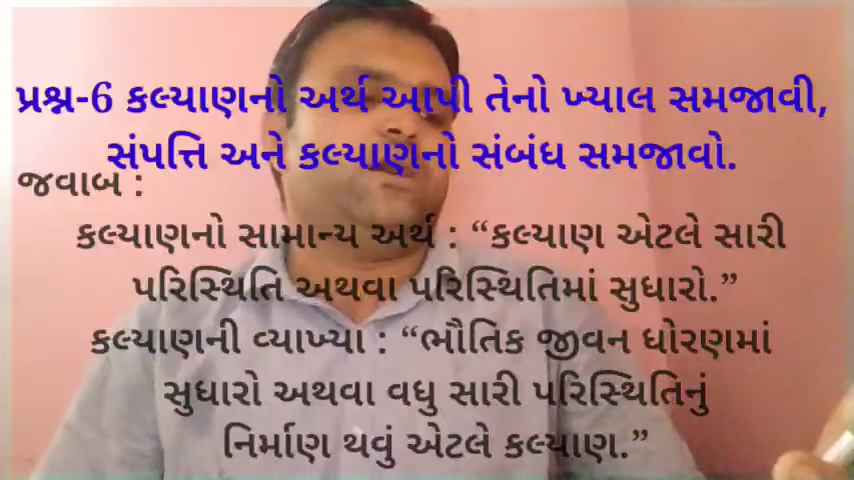 પ્રશ્ન-6 કલ્યાણનો અર્થ આપી તેનો ખ્યાલ સમજાવી,
સંપત્તિ અને કલ્યાણનો સંબંધ સમજાવો.
જવાબ :
કલ્યાણનો સામાન્ય અર્થ : “કલ્યાણ એટલે સારી
પરિસ્થિતિ અથવા પરિસ્થિતિમાં સુધારો.”
કલ્યાણની વ્યાખ્યા : “ભૌતિક જીવન ધોરણમાં
સુધારો અથવા વધુ સારી પરિસ્થિતિનું
નિર્માણ થવું એટલે કલ્યાણ.”